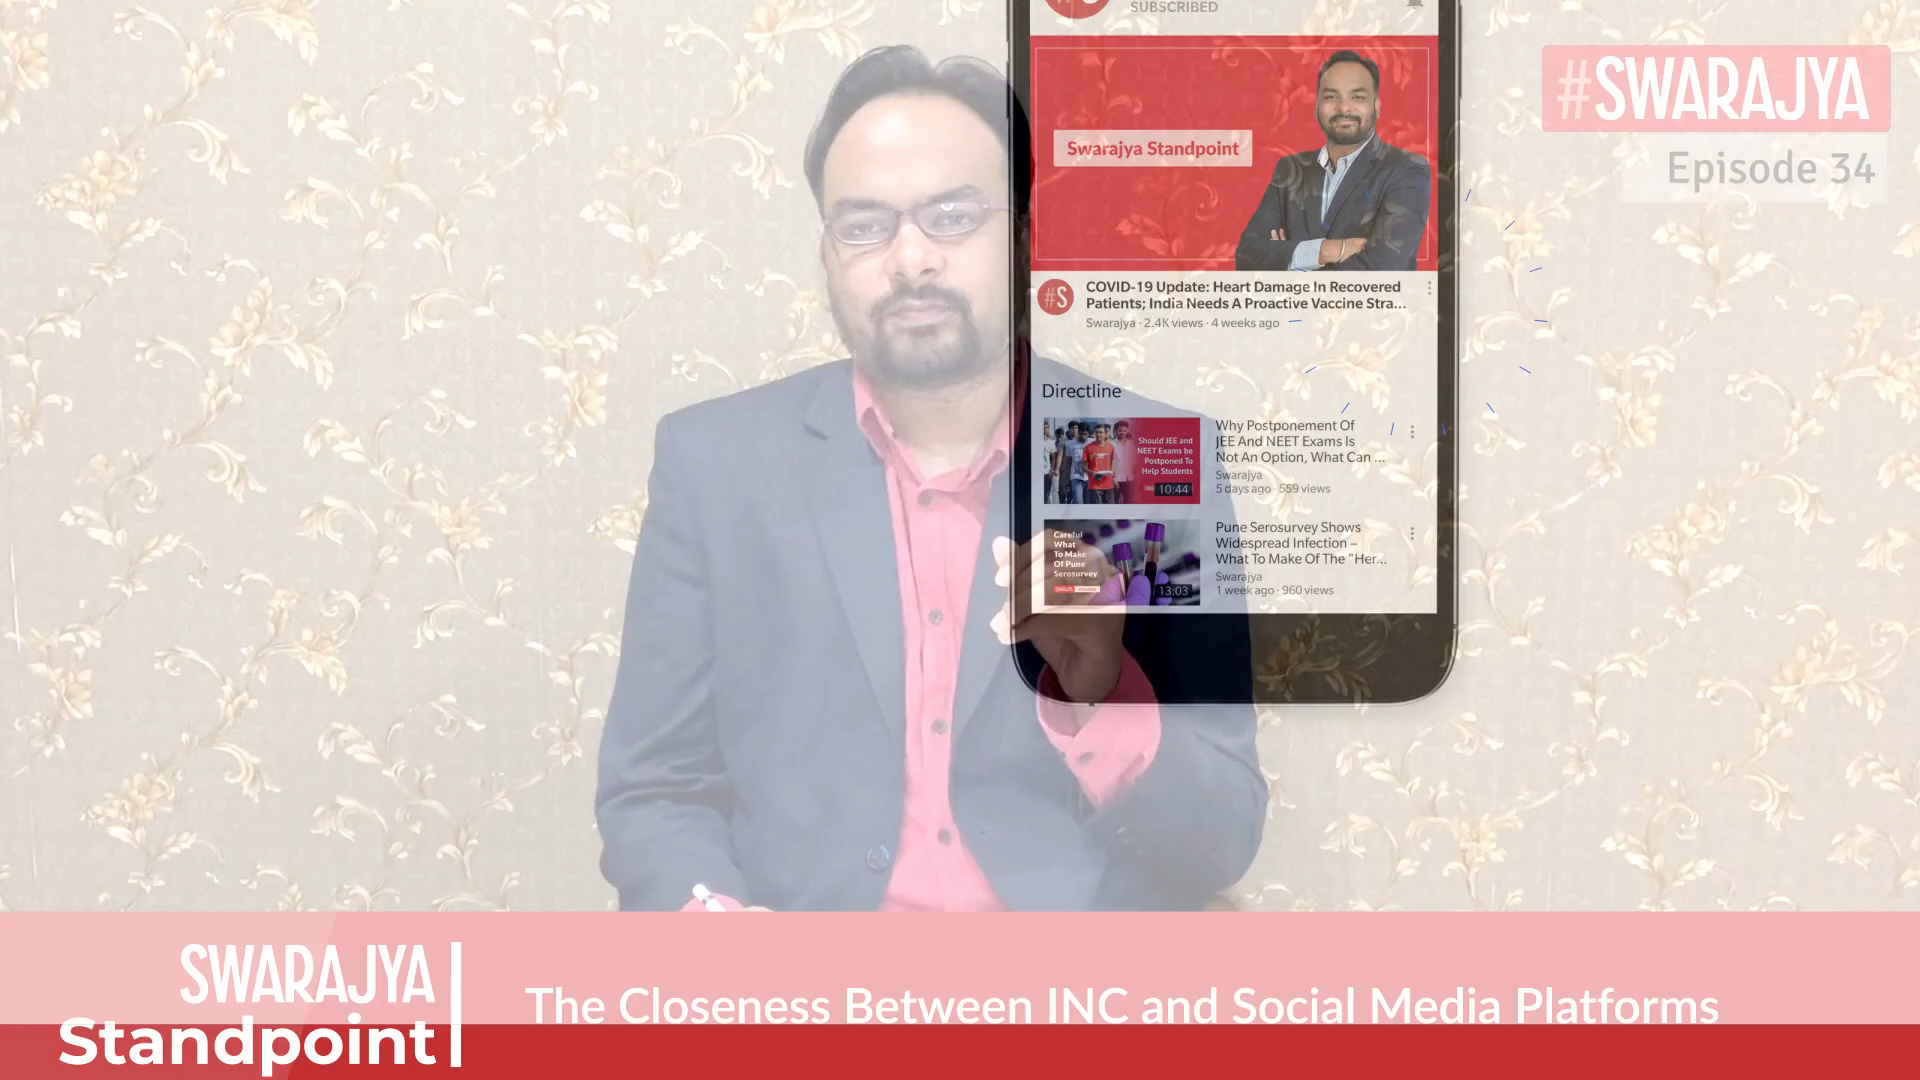 SUBSCRIBED
#SWARAJYA
Episode 34
Swarajya Standpoint
#S
COVID-19 Update: Heart Damage In Recovered
Patients; India Needs A Proactive Vaccine Stra...
Swarajya · 2.4K views · 4 weeks ago
Directline
Should JEE and
NEET Exams be
Postponed To
Help Students
10:44
Why Postponement Of
JEE And NEET Exams Is
Not An Option, What Can ...
Swarajya
5 days ago · 559 views
Careful
What
To Make
Of Pune
Serosurvey
13:03
Pune Serosurvey Shows
Widespread Infection –
What To Make Of The "Her...
Swarajya
1 week ago · 960 views
SWARAJYA
Standpoint
The Closeness Between INC and Social Media Platforms